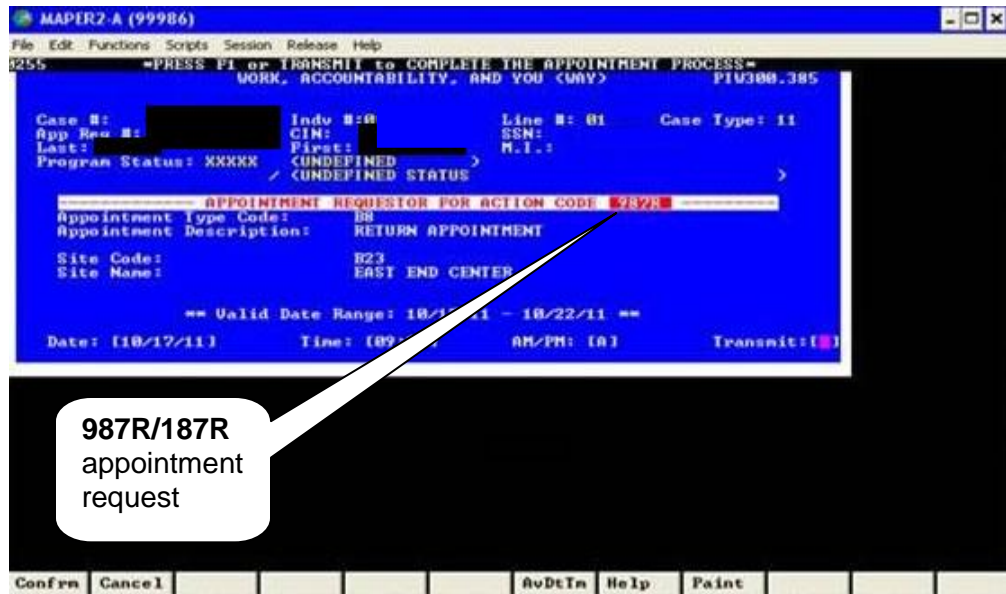 MAPER2-A (99986)
File Edit Functions Scripts Session Release Help
=PRESS F1 or TRANSMIT to COMPLETE THE APPOINTMENT PROCESS=
WORK, ACCOUNTABILITY, AND YOU <WAY> PIW300.385
Case #: Indv #:0 Line #: 01 Case Type: 11
App Reg #: CIN: SSN:
Last: First: M.I.:
Program Status: XXXXX <UNDEFINED >
/ <UNDEFINED STATUS >
APPOINTMENT REQUESTOR FOR ACTION CODE 987R
Appointment Type Code: B8
Appointment Description: RETURN APPOINTMENT
Site Code: B23
Site Name: EAST END CENTER
== Valid Date Range: - 10/22/11 ==
Date: [10/17/11] Time: AM/PM: [A] Transmit:[ ]
987R/187R
appointment
request
Confrm Cancel AvDtTm Help Paint